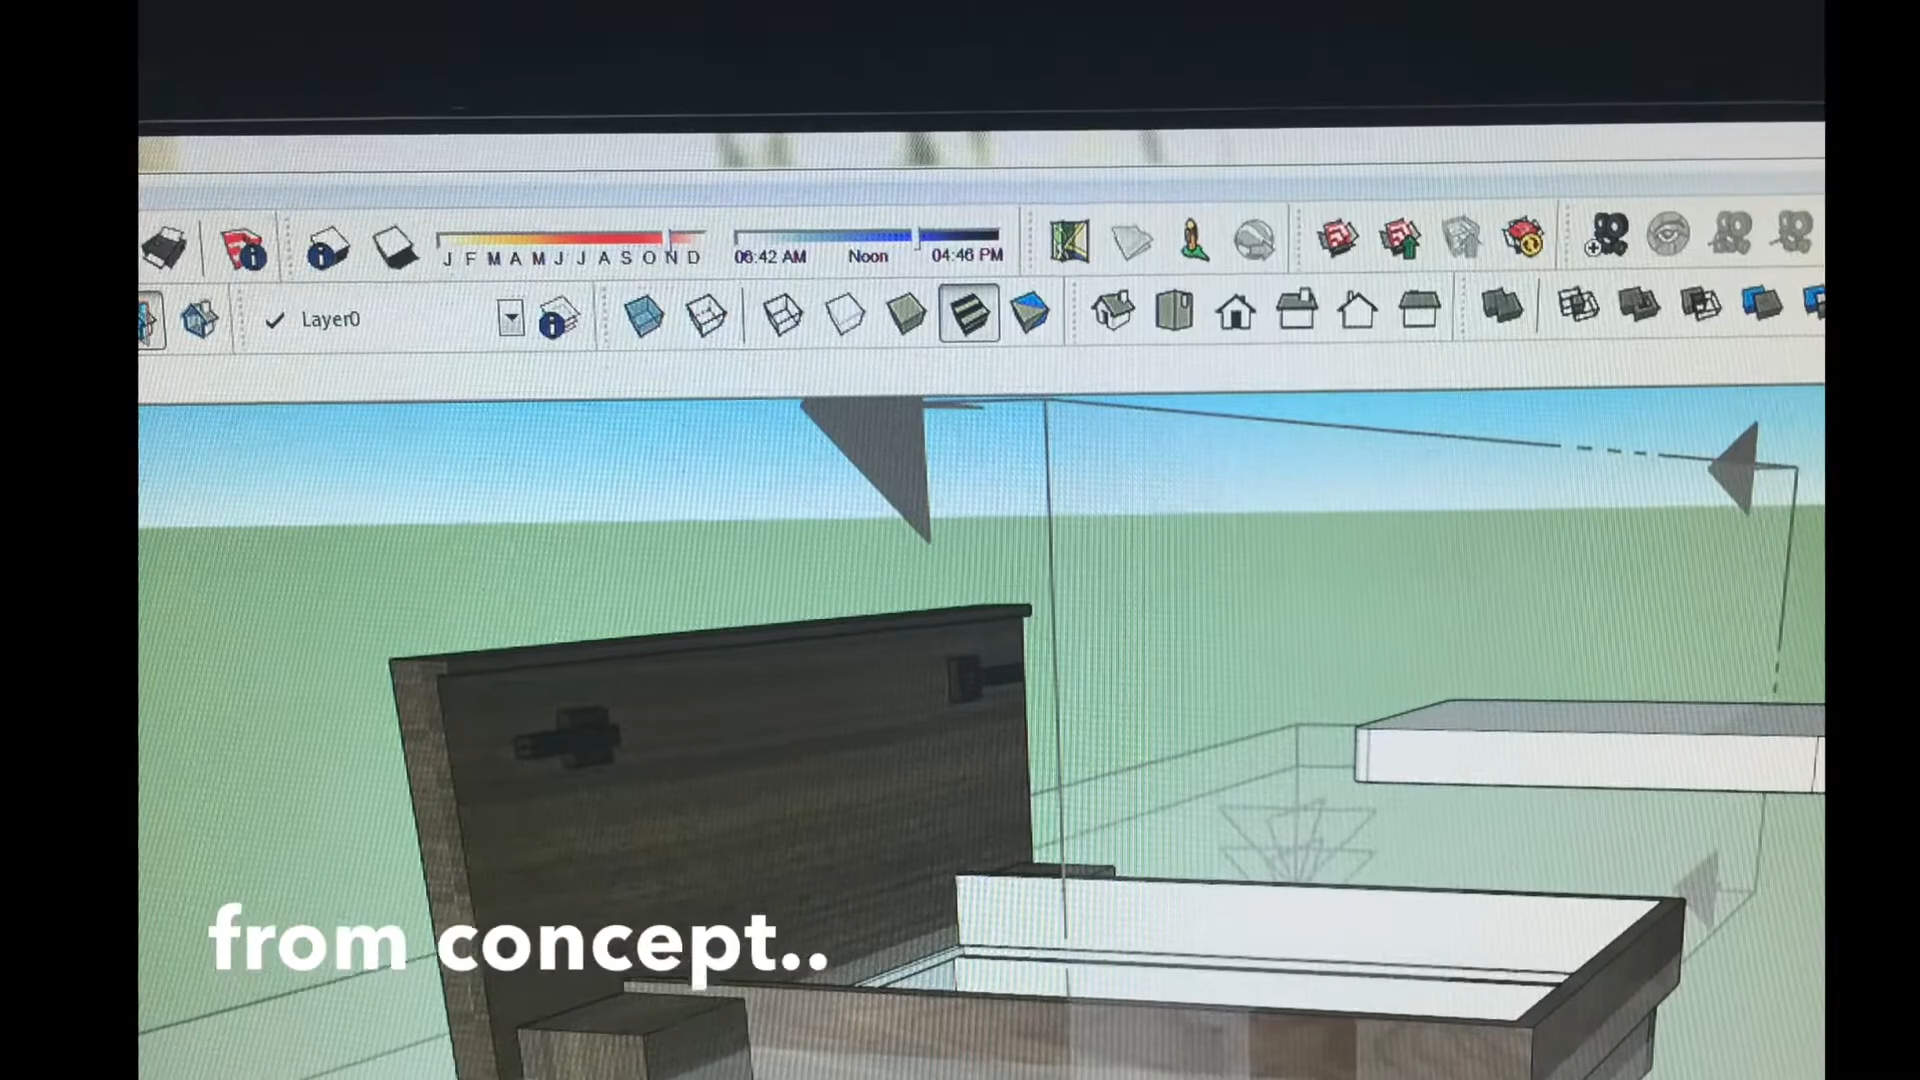 J F M A M J J A S O N D
06:42 AM Noon 04:46 PM
Layer0
from concept..